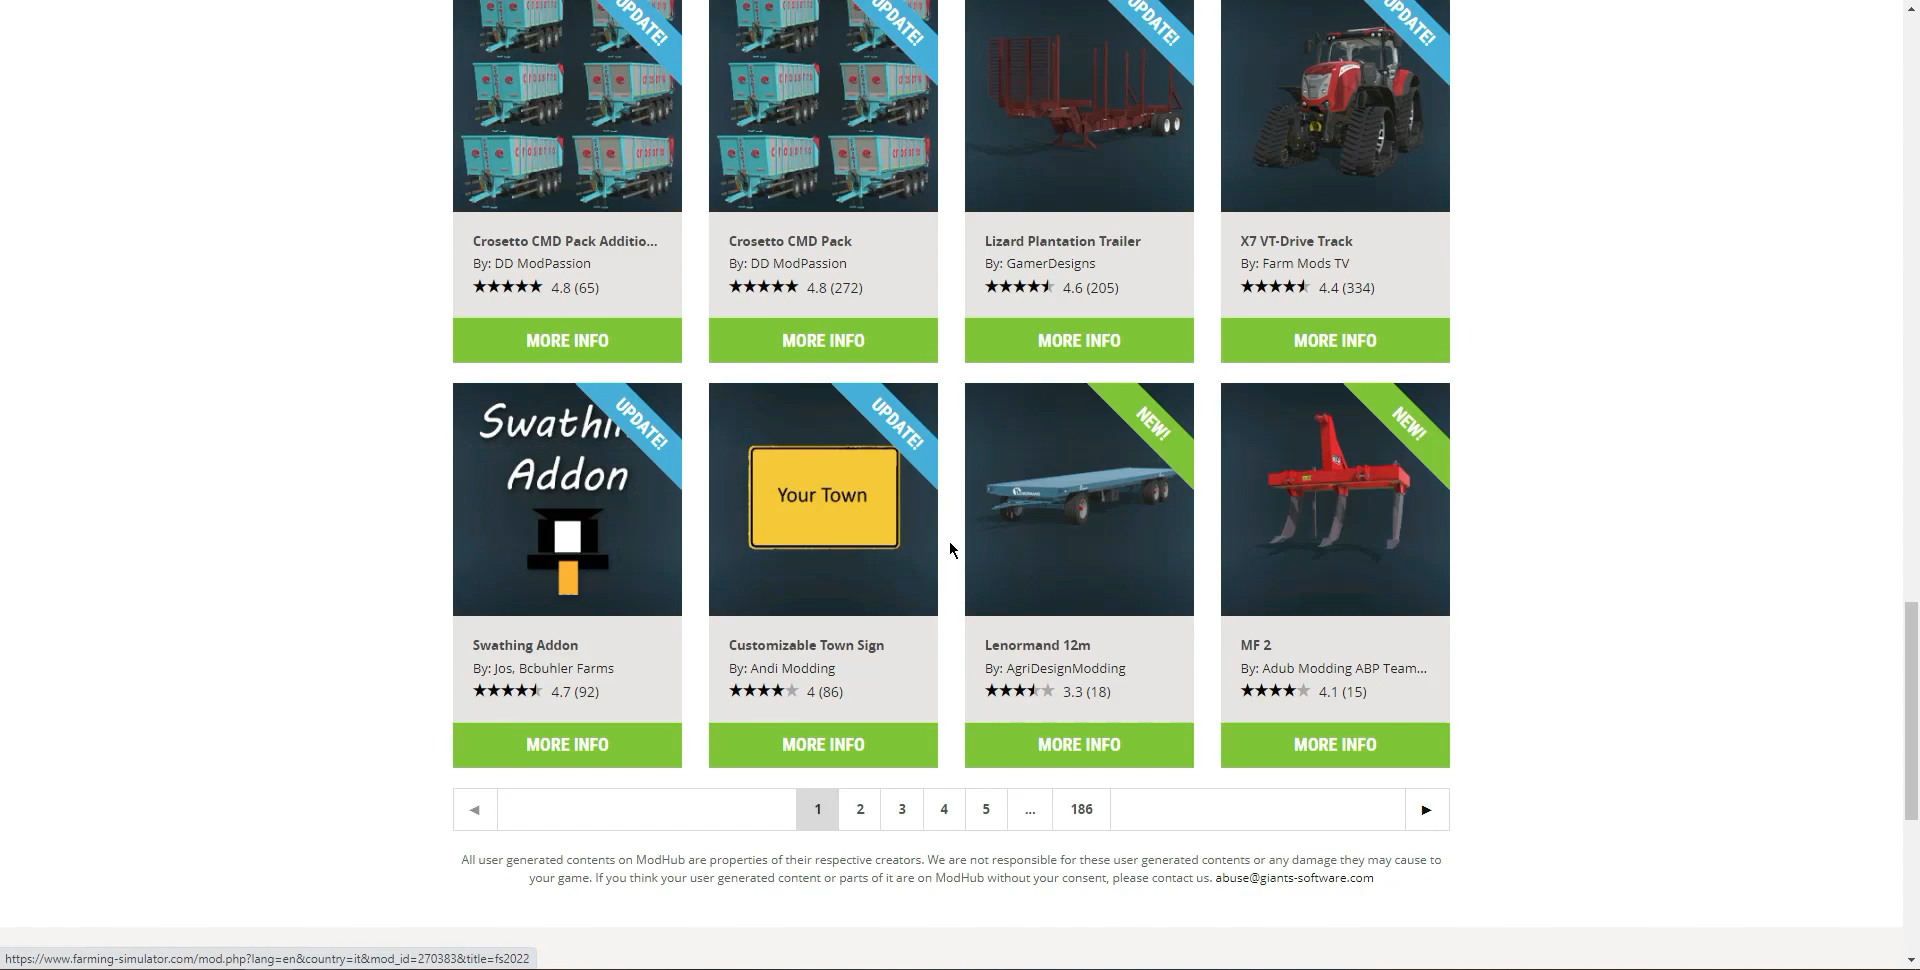 UPDATE!
UPDATE!
UPDATE!
UPDATE!
Crosetto CMD Pack Additio...
By: DD ModPassion
4.8 (65)
MORE INFO
Crosetto CMD Pack
By: DD ModPassion
4.8 (272)
MORE INFO
Lizard Plantation Trailer
By: GamerDesigns
4.6 (205)
MORE INFO
X7 VT-Drive Track
By: Farm Mods TV
4.4 (334)
MORE INFO
Addon
UPDATE!
Swathing Addon
By: Jos, Bcbuhler Farms
4.7 (92)
MORE INFO
Your Town
UPDATE!
Customizable Town Sign
By: Andi Modding
4 (86)
MORE INFO
NEW!
Lenormand 12m
By: AgriDesignModding
3.3 (18)
MORE INFO
NEW!
MF 2
By: Adub Modding ABP Team...
4.1 (15)
MORE INFO
1 2 3 4 5 ... 186
All user generated contents on ModHub are properties of their respective creators. We are not responsible for these user generated contents or any damage they may cause to
your game. If you think your user generated content or parts of it are on ModHub without your consent, please contact us. abuse@giants-software.com
https://www.farming-simulator.com/mod.php?lang=en&country=it&mod_id=270383&title=fs2022